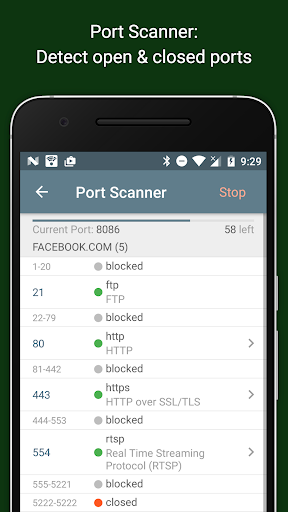 Port Scanner:
Detect open & closed ports
9:29
Port Scanner
Stop
Current Port: 8086
58 left
FACEBOOK.COM (5)
1-20 blocked
21 ftp
FTP
22-79 blocked
80 http
HTTP
81-442 blocked
443 https
HTTP over SSL/TLS
444-553 blocked
554 rtsp
Real Time Streaming
Protocol (RTSP)
555-5221 blocked
5222-5222 closed